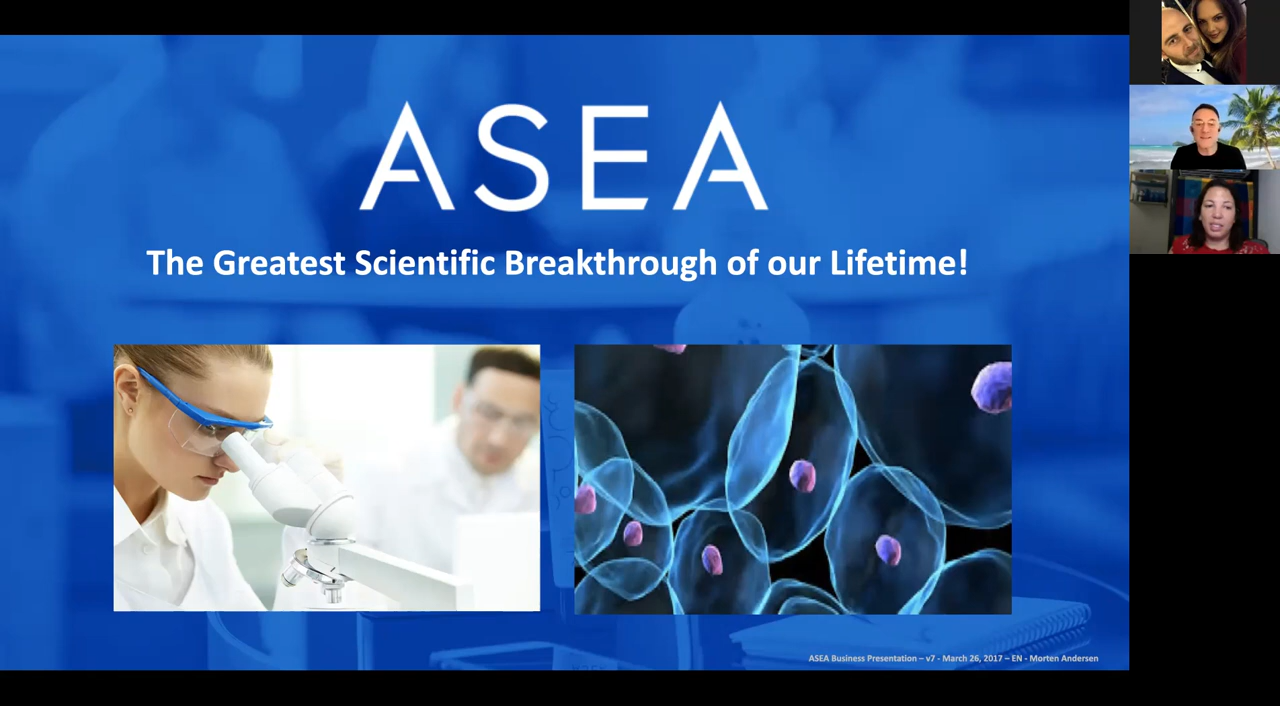 ASEA
The Greatest Scientific Breakthrough of our Lifetime!
ASEA Business Presentation – v7 - March 26, 2017 – EN - Morten Andersen